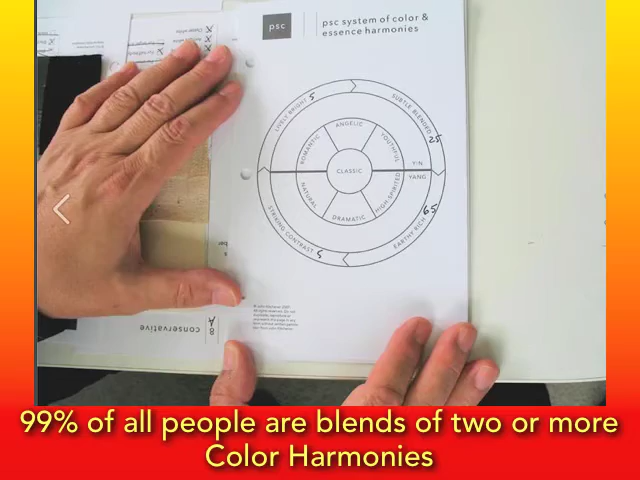 psc
psc system of color &
essence harmonies
LIVELY BRIGHT 5
SUBTLE BLENDED 25
ANGELIC
ROMANTIC
YOUTHFUL
YIN
CLASSIC
YANG
NATURAL
HIGH-SPIRITED
DRAMATIC
STRIKING CONTRAST 5
EARTHY RICH 65
conservative
8
A
99% of all people are blends of two or more
Color Harmonies